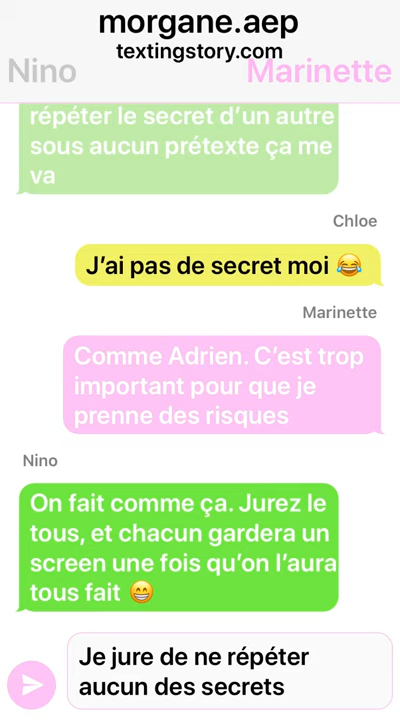 morgane.aep
textingstory.com
Nino
Marinette
répéter le secret d’un autre
sous aucun prétexte ça me
va
Chloe
J’ai pas de secret moi 😂
Marinette
Comme Adrien. C’est trop
important pour que je
prenne des risques
Nino
On fait comme ça. Jurez le
tous, et chacun gardera un
screen une fois qu’on l’aura
tous fait 😁
Je jure de ne répéter
aucun des secrets